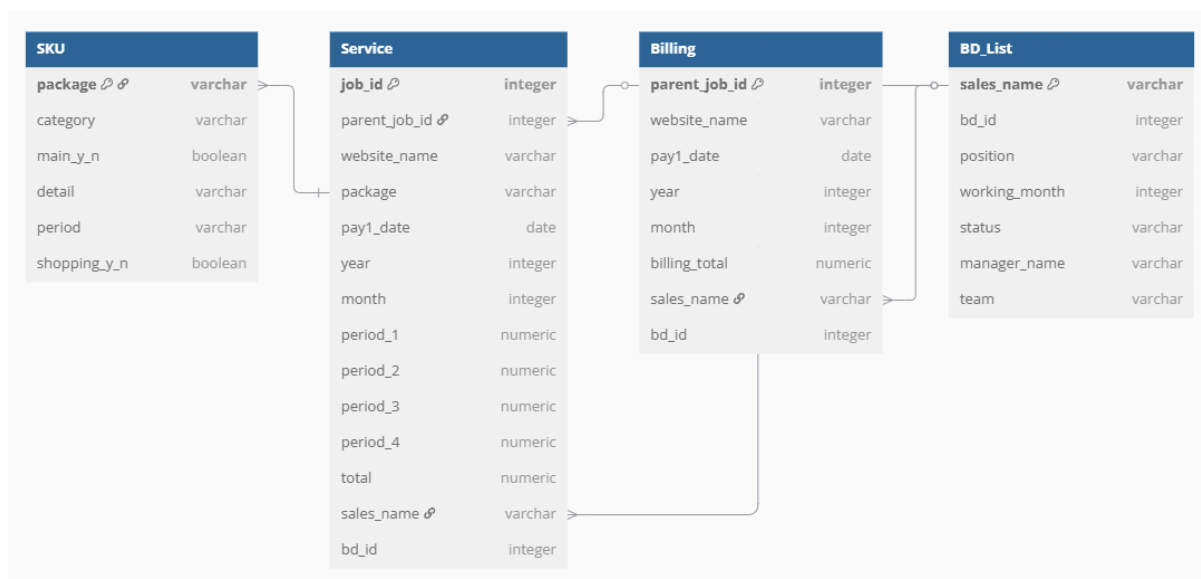 SKU
package varchar
category varchar
main_y_n boolean
detail varchar
period varchar
shopping_y_n boolean
Service
job_id integer
parent_job_id integer
website_name varchar
package varchar
pay1_date date
year integer
month integer
period_1 numeric
period_2 numeric
period_3 numeric
period_4 numeric
total numeric
sales_name varchar
bd_id integer
Billing
parent_job_id integer
website_name varchar
pay1_date date
year integer
month integer
billing_total numeric
sales_name varchar
bd_id integer
BD_List
sales_name varchar
bd_id integer
position varchar
working_month integer
status varchar
manager_name varchar
team varchar